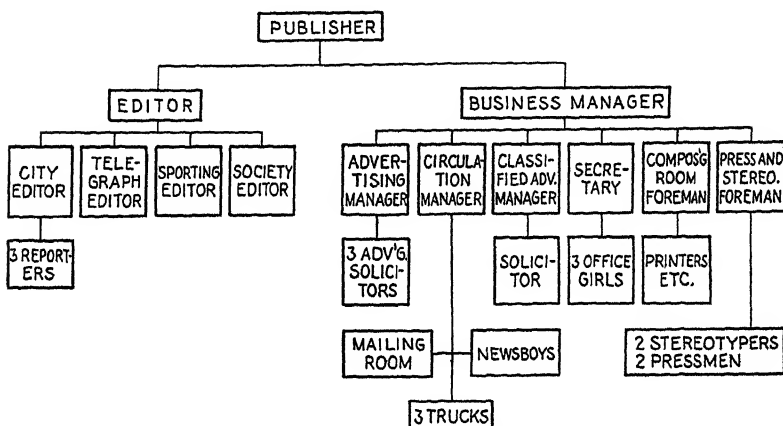 PUBLISHER
EDITOR
BUSINESS MANAGER
CITY
EDITOR
TELE-
GRAPH
EDITOR
SPORTING
EDITOR
SOCIETY
EDITOR
ADVER-
TISING
MANAGER
CIRCULA-
TION
MANAGER
CLASSI-
FIED ADV.
MANAGER
SECRE-
TARY
COMPOS'G
ROOM
FOREMAN
PRESS AND
STEREO.
FOREMAN
3 REPORT-
ERS
3 ADV'G.
SOLICI-
TORS
SOLICI-
TOR
3 OFFICE
GIRLS
PRINTERS
ETC.
MAILING
ROOM
NEWSBOYS
2 STEREOTYPERS
2 PRESSMEN
3 TRUCKS